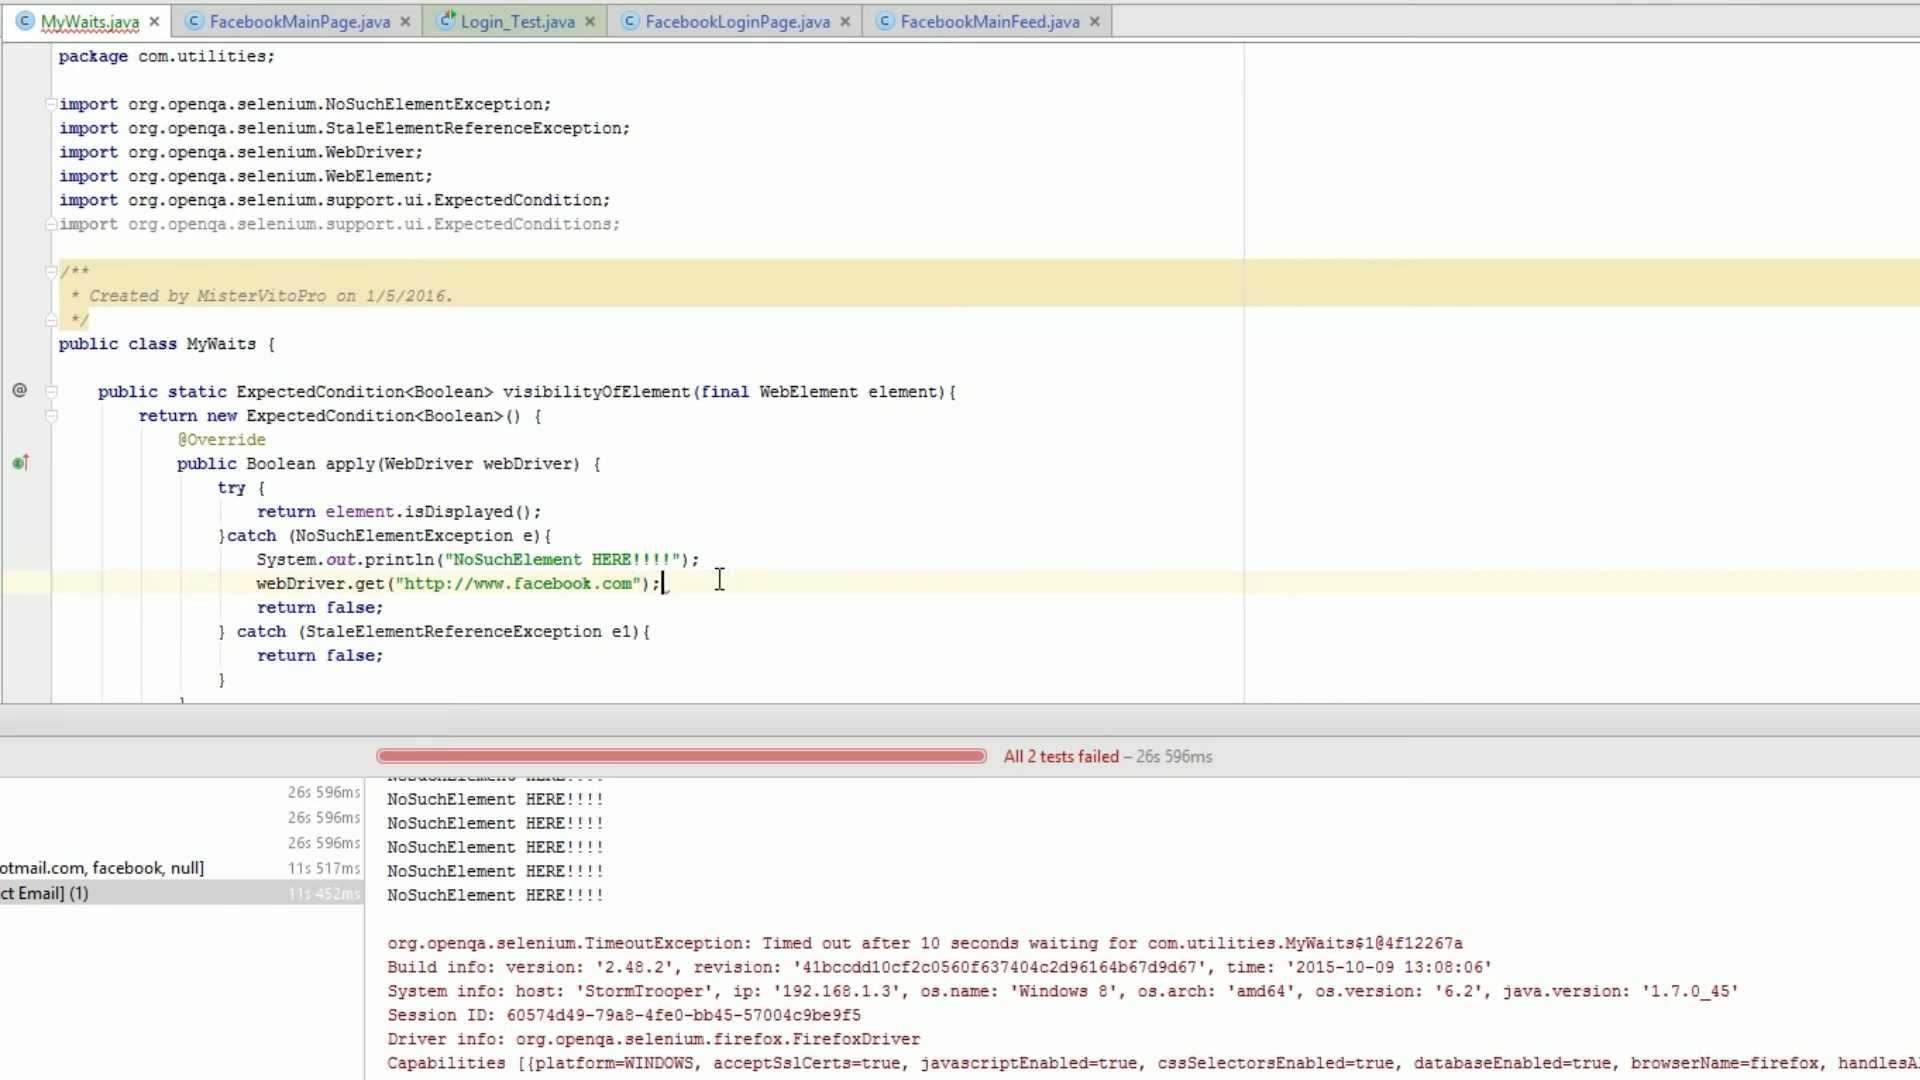 MyWaits.java
FacebookMainPage.java
Login_Test.java
FacebookLoginPage.java
FacebookMainFeed.java
package com.utilities;
import org.openqa.selenium.NoSuchElementException;
import org.openqa.selenium.StaleElementReferenceException;
import org.openqa.selenium.WebDriver;
import org.openqa.selenium.WebElement;
import org.openqa.selenium.support.ui.ExpectedCondition;
import org.openqa.selenium.support.ui.ExpectedConditions;
/**
* Created by MisterVitoPro on 1/5/2016.
*/
public class MyWaits {
public static ExpectedCondition<Boolean> visibilityOfElement(final WebElement element){
return new ExpectedCondition<Boolean>() {
@Override
public Boolean apply(WebDriver webDriver) {
try {
return element.isDisplayed();
}catch (NoSuchElementException e){
System.out.println("NoSuchElement HERE!!!!");
webDriver.get("http://www.facebook.com");
return false;
} catch (StaleElementReferenceException e1){
return false;
}
All 2 tests failed – 26s 596ms
26s 596ms
26s 596ms
26s 596ms
otmail.com, facebook, null] 11s 517ms
ct Email] (1) 11s 452ms
NoSuchElement HERE!!!!
NoSuchElement HERE!!!!
NoSuchElement HERE!!!!
NoSuchElement HERE!!!!
NoSuchElement HERE!!!!
NoSuchElement HERE!!!!
org.openqa.selenium.TimeoutException: Timed out after 10 seconds waiting for com.utilities.MyWaits$1@4f12267a
Build info: version: '2.48.2', revision: '41bccdd10cf2c0560f637404c2d96164b67d9d67', time: '2015-10-09 13:08:06'
System info: host: 'StormTrooper', ip: '192.168.1.3', os.name: 'Windows 8', os.arch: 'amd64', os.version: '6.2', java.version: '1.7.0_45'
Session ID: 60574d49-79a8-4fe0-bb45-57004c9be9f5
Driver info: org.openqa.selenium.firefox.FirefoxDriver
Capabilities [{platform=WINDOWS, acceptSslCerts=true, javascriptEnabled=true, cssSelectorsEnabled=true, databaseEnabled=true, browserName=firefox, handlesAl